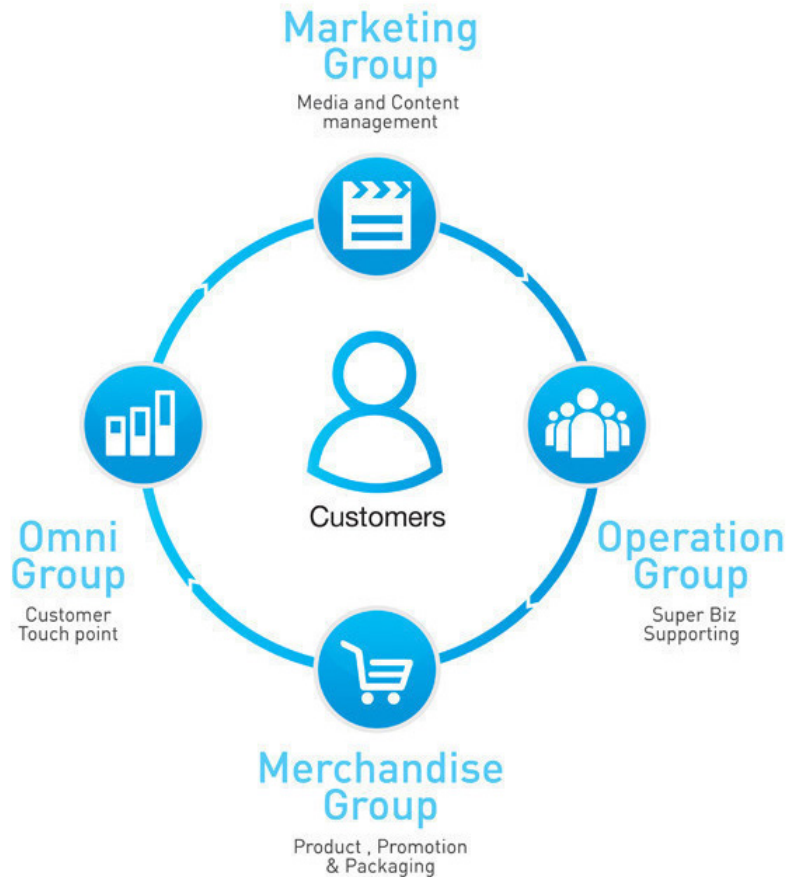 Marketing
Group
Media and Content
management
Customers
Omni
Group
Customer
Touch point
Operation
Group
Super Biz
Supporting
Merchandise
Group
Product , Promotion
& Packaging